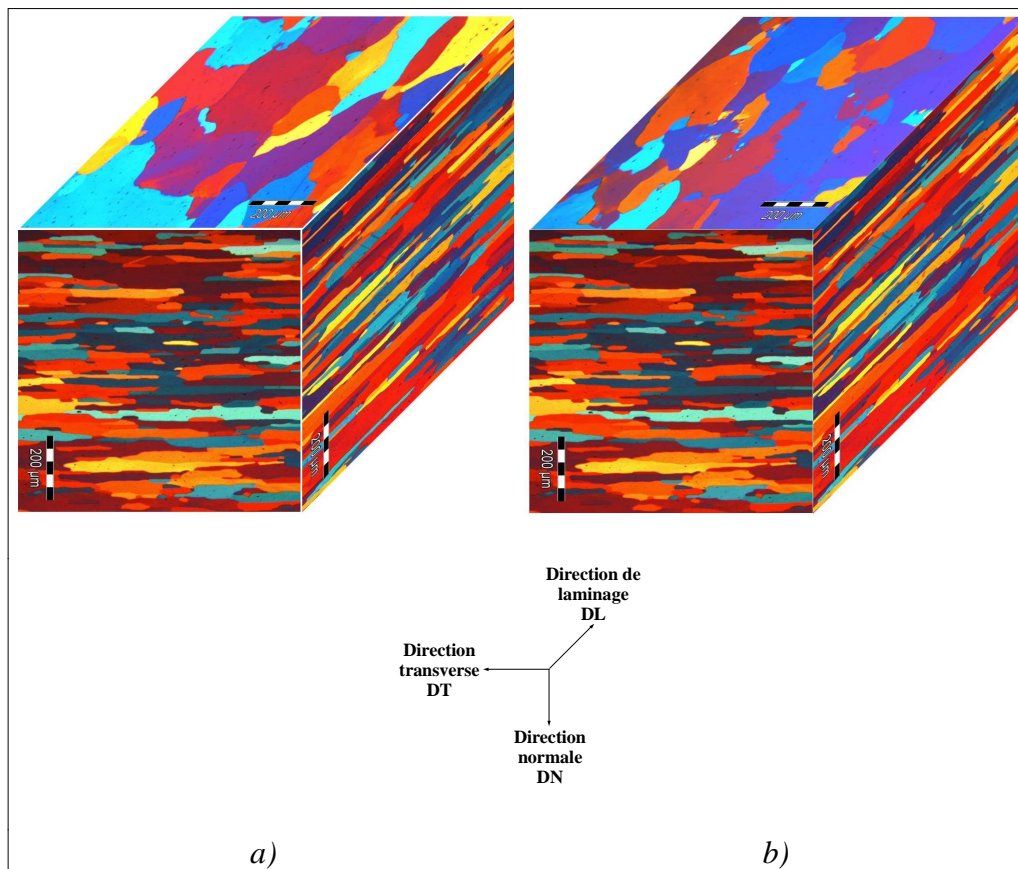 200 µm
200 µm
200 µm
200 µm
200 µm
200 µm
Direction de
laminage
DL
Direction
transverse
DT
Direction
normale
DN
a)
b)